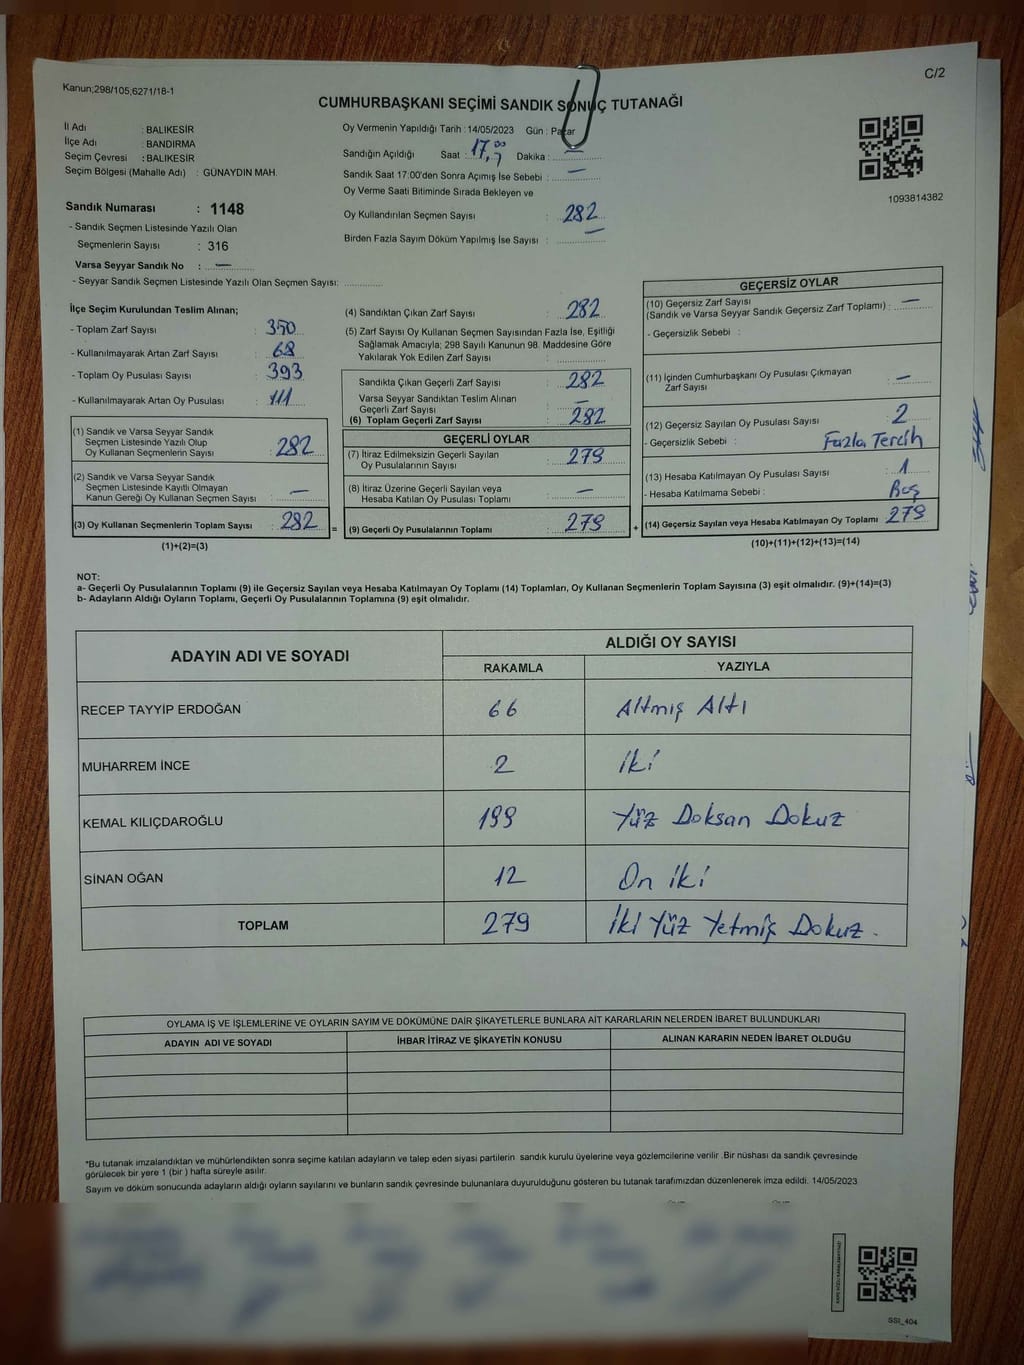 Kanun;298/105;6271/18-1
C/2
CUMHURBAŞKANI SEÇİMİ SANDIK SONUÇ TUTANAĞI
İl Adı : BALIKESİR
İlçe Adı : BANDIRMA
Seçim Çevresi : BALIKESİR
Seçim Bölgesi (Mahalle Adı) : GÜNAYDIN MAH.
Oy Vermenin Yapıldığı Tarih : 14/05/2023 Gün : Pazar
Sandığın Açıldığı Saat : 17,00 Dakika : —
Sandık Saat 17:00'den Sonra Açımış İse Sebebi : —
Oy Verme Saati Bitiminde Sırada Bekleyen ve
Oy Kullandırılan Seçmen Sayısı : 282
Birden Fazla Sayım Döküm Yapılmış İse Sayısı : —
1093814382
Sandık Numarası : 1148
- Sandık Seçmen Listesinde Yazılı Olan
Seçmenlerin Sayısı : 316
Varsa Seyyar Sandık No : —
- Seyyar Sandık Seçmen Listesinde Yazılı Olan Seçmen Sayısı:
İlçe Seçim Kurulundan Teslim Alınan;
- Toplam Zarf Sayısı : 350
- Kullanılmayarak Artan Zarf Sayısı : 68
- Toplam Oy Pusulası Sayısı : 393
- Kullanılmayarak Artan Oy Pusulası : 111
(1) Sandık ve Varsa Seyyar Sandık
Seçmen Listesinde Yazılı Olup
Oy Kullanan Seçmenlerin Sayısı : 282
(2) Sandık ve Varsa Seyyar Sandık
Seçmen Listesinde Kayıtlı Olmayan
Kanun Gereği Oy Kullanan Seçmen Sayısı : —
(3) Oy Kullanan Seçmenlerin Toplam Sayısı : 282
(1)+(2)=(3)
=
(4) Sandıktan Çıkan Zarf Sayısı : 282
(5) Zarf Sayısı Oy Kullanan Seçmen Sayısından Fazla İse, Eşitliği
Sağlamak Amacıyla; 298 Sayılı Kanunun 98. Maddesine Göre
Yakılarak Yok Edilen Zarf Sayısı :
Sandıkta Çıkan Geçerli Zarf Sayısı : 282
Varsa Seyyar Sandıktan Teslim Alınan
Geçerli Zarf Sayısı : —
(6) Toplam Geçerli Zarf Sayısı : 282
GEÇERLİ OYLAR
(7) İtiraz Edilmeksizin Geçerli Sayılan
Oy Pusulalarının Sayısı : 279
(8) İtiraz Üzerine Geçerli Sayılan veya
Hesaba Katılan Oy Pusulası Toplamı : —
(9) Geçerli Oy Pusulalarının Toplamı : 279
+
GEÇERSİZ OYLAR
(10) Geçersiz Zarf Sayısı
(Sandık ve Varsa Seyyar Sandık Geçersiz Zarf Toplamı) : —
- Geçersizlik Sebebi :
(11) İçinden Cumhurbaşkanı Oy Pusulası Çıkmayan
Zarf Sayısı : —
(12) Geçersiz Sayılan Oy Pusulası Sayısı : 2
- Geçersizlik Sebebi : Fazla Tercih
(13) Hesaba Katılmayan Oy Pusulası Sayısı : 1
- Hesaba Katılmama Sebebi : Boş
(14) Geçersiz Sayılan veya Hesaba Katılmayan Oy Toplamı 279
(10)+(11)+(12)+(13)=(14)
NOT:
a- Geçerli Oy Pusulalarının Toplamı (9) ile Geçersiz Sayılan veya Hesaba Katılmayan Oy Toplamı (14) Toplamları, Oy Kullanan Seçmenlerin Toplam Sayısına (3) eşit olmalıdır. (9)+(14)=(3)
b- Adayların Aldığı Oyların Toplamı, Geçerli Oy Pusulalarının Toplamına (9) eşit olmalıdır.
ADAYIN ADI VE SOYADI
ALDIĞI OY SAYISI
RAKAMLA YAZIYLA
RECEP TAYYİP ERDOĞAN 66 Altmış Altı
MUHARREM İNCE 2 İki
KEMAL KILIÇDAROĞLU 199 Yüz Doksan Dokuz
SİNAN OĞAN 12 On iki
TOPLAM 279 İki Yüz Yetmiş Dokuz.
OYLAMA İŞ VE İŞLEMLERİNE VE OYLARIN SAYIM VE DÖKÜMÜNE DAİR ŞİKAYETLERLE BUNLARA AİT KARARLARIN NELERDEN İBARET BULUNDUKLARI
ADAYIN ADI VE SOYADI İHBAR İTİRAZ VE ŞİKAYETİN KONUSU ALINAN KARARIN NEDEN İBARET OLDUĞU
*Bu tutanak imzalandıktan ve mühürlendikten sonra seçime katılan adayların ve talep eden siyasi partilerin sandık kurulu üyelerine veya gözlemcilerine verilir .Bir nüshası da sandık çevresinde
görülecek bir yere 1 (bir ) hafta süreyle asılır.
Sayım ve döküm sonucunda adayların aldığı oyların sayılarını ve bunların sandık çevresinde bulunanlara duyurulduğunu gösteren bu tutanak tarafımızdan düzenlenerek imza edildi. 14/05/2023
SSI_404